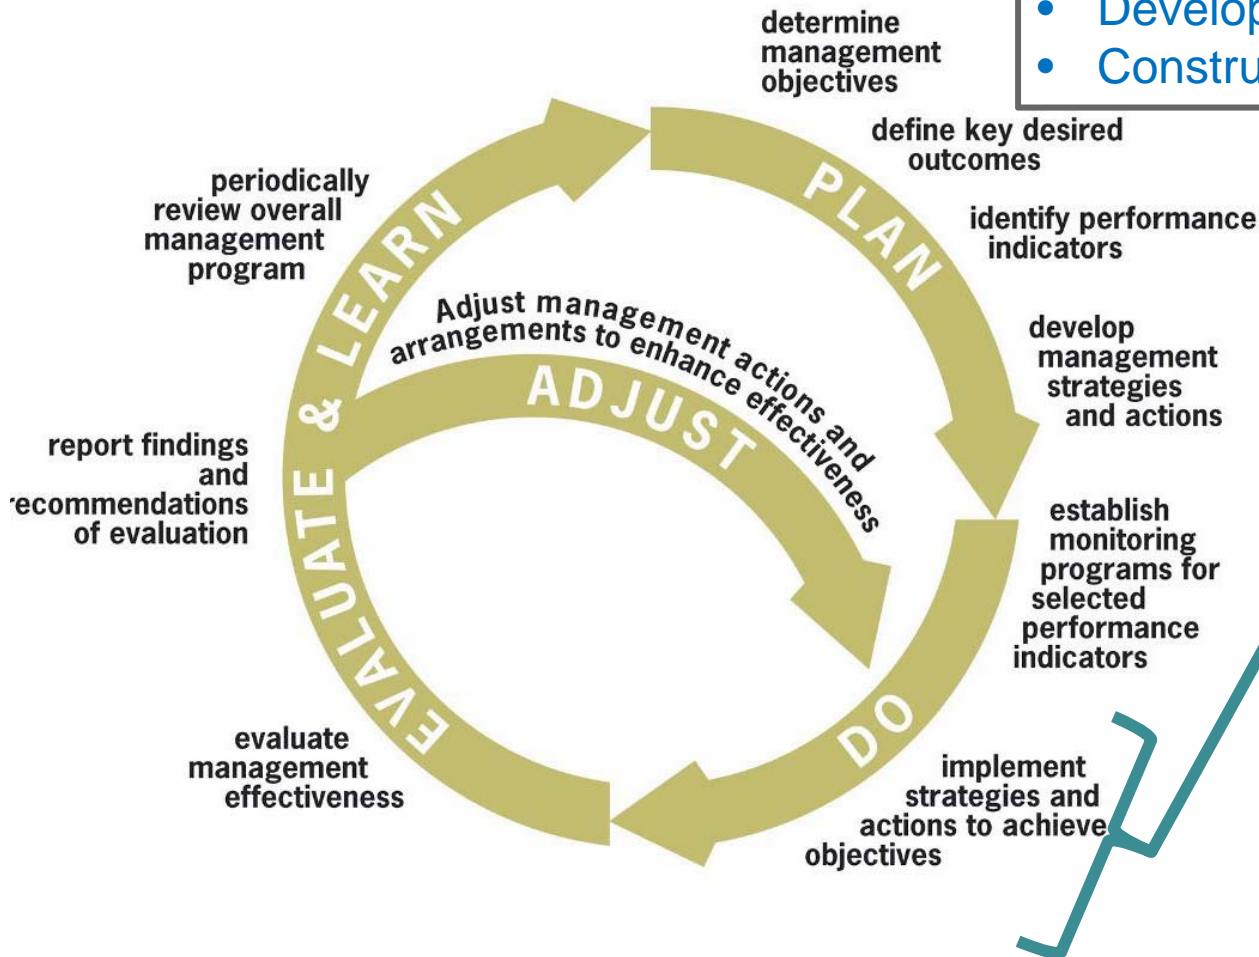 • Develop
• Constru
determine
management
objectives
define key desired
outcomes
identify performance
indicators
develop
management
strategies
and actions
establish
monitoring
programs for
selected
performance
indicators
implement
strategies and
actions to achieve
objectives
evaluate
management
effectiveness
report findings
and
ecommendations
of evaluation
periodically
review overall
management
program
PLAN
DO
EVALUATE & LEARN
Adjust management actions and
arrangements to enhance effectiveness
ADJUST